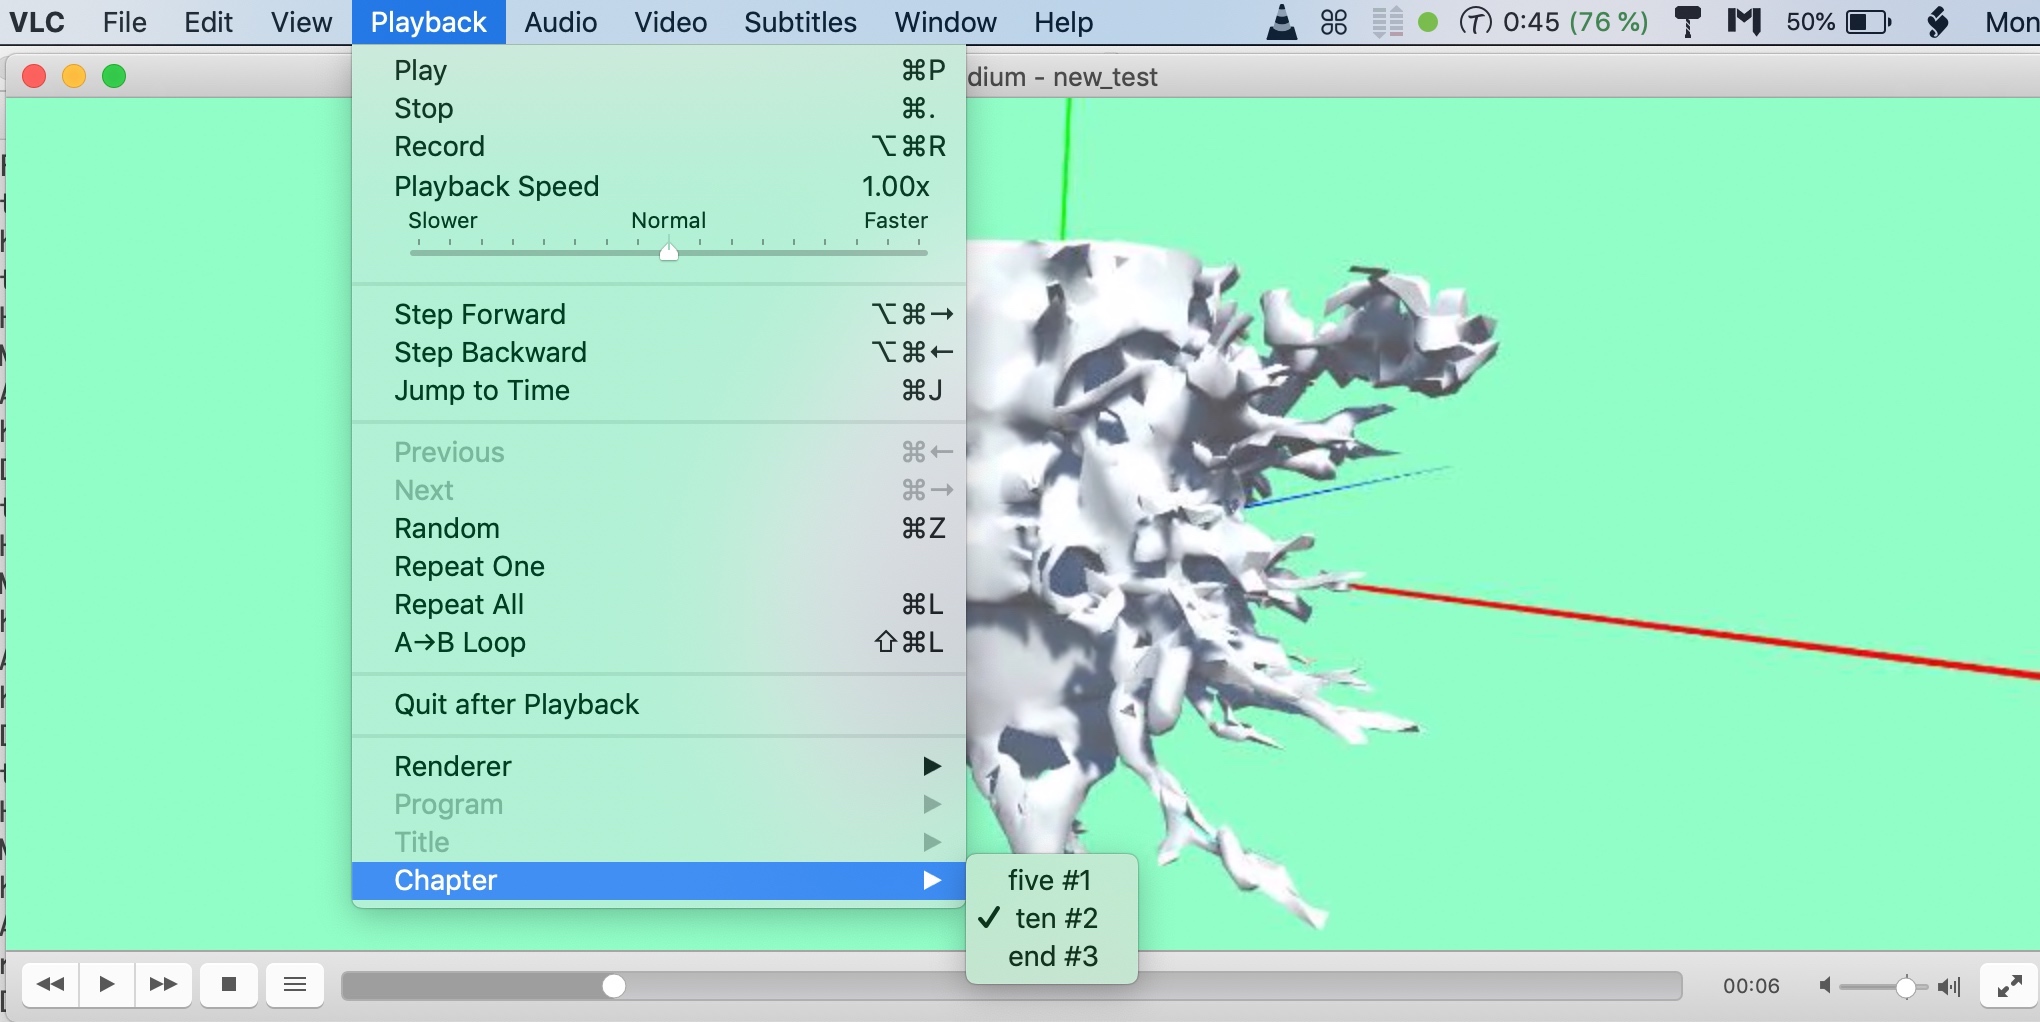 VLC File Edit View Playback Audio Video Subtitles Window Help 0:45 (76 %) 50% Mon
dium - new_test
Play ⌘P
Stop ⌘.
Record ⌥⌘R
Playback Speed 1.00x
Slower Normal Faster
Step Forward ⌥⌘→
Step Backward ⌥⌘←
Jump to Time ⌘J
Previous ⌘←
Next ⌘→
Random ⌘Z
Repeat One
Repeat All ⌘L
A→B Loop ⇧⌘L
Quit after Playback
Renderer ▶
Program ▶
Title ▶
Chapter ▶
five #1
✓ ten #2
end #3
00:06